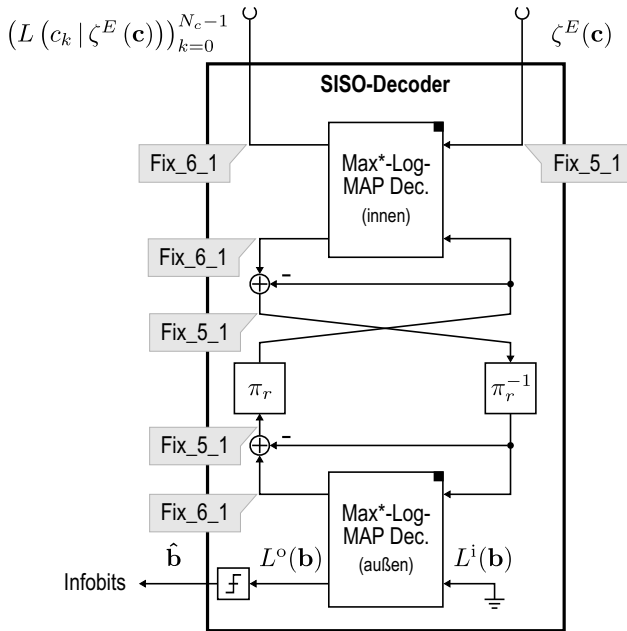 (L (c_k | ζ^E (c)))_{k=0}^{N_c−1}
ζ^E(c)
SISO-Decoder
Fix_6_1
Max*-Log-
MAP Dec.
(innen)
Fix_5_1
Fix_6_1
-
Fix_5_1
π_r
π_r^{−1}
Fix_5_1
-
Fix_6_1
Max*-Log-
MAP Dec.
(außen)
b̂
L^o(b)
L^i(b)
Infobits